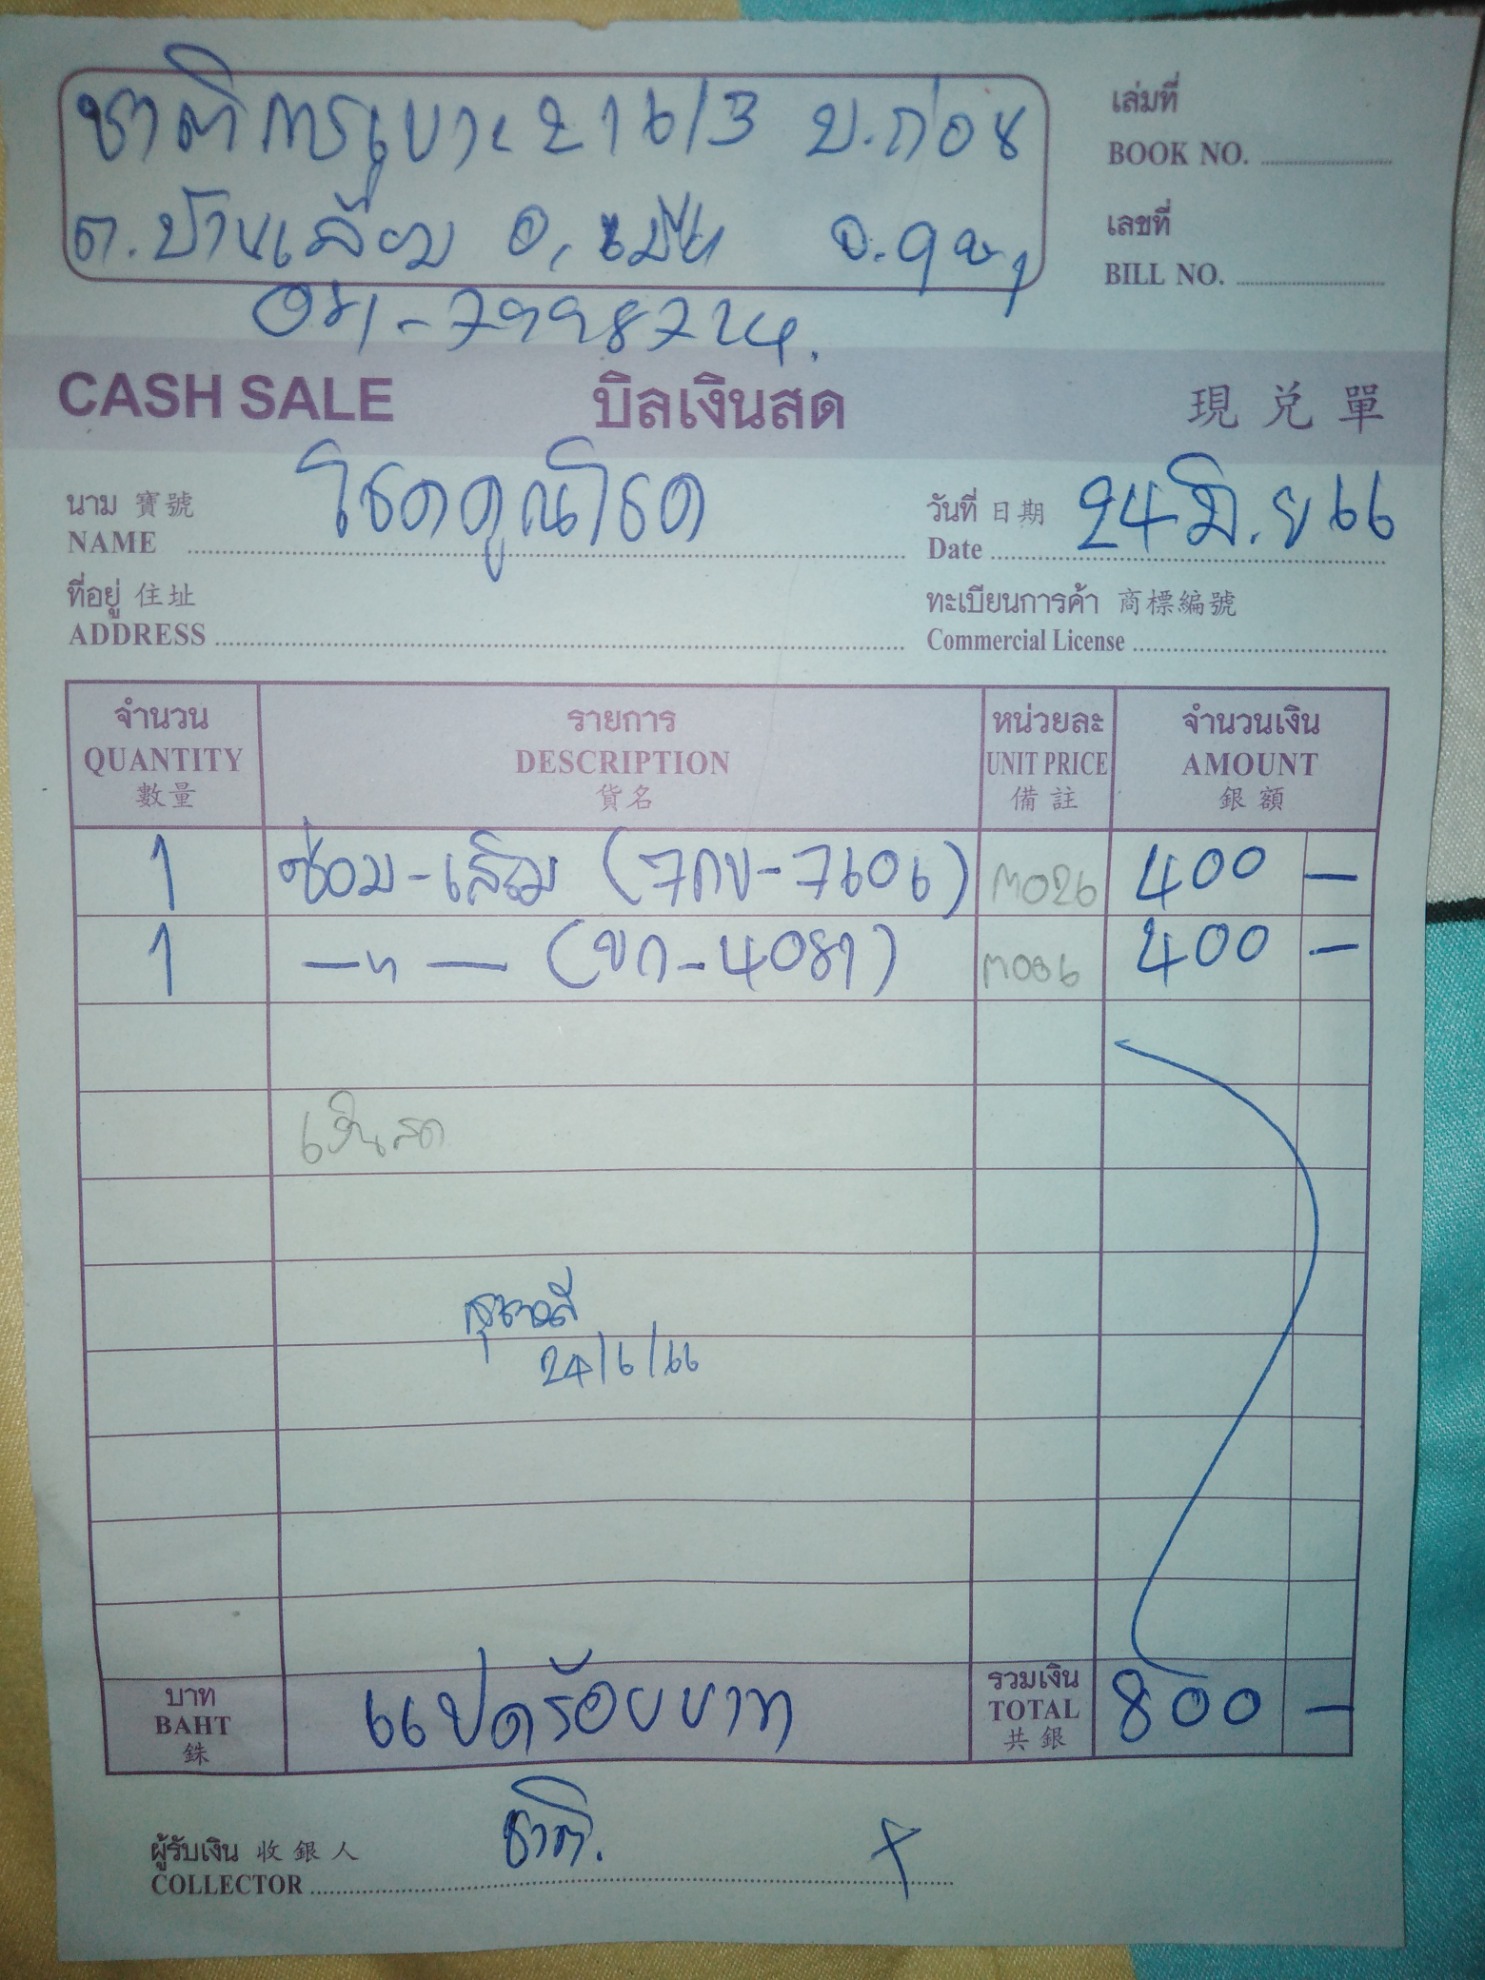 ชาติการเบาะ 216/3 บ.ก่อ
ต.บ้านเลื่อม อ.เมือง จ.อุดร
081-7998724.
เล่มที่
BOOK NO.
เลขที่
BILL NO.
CASH SALE บิลเงินสด 現兌單
นาม 寶號 NAME โชคคูณโชค
วันที่ 日期 Date 24 มิ.ย 66
ที่อยู่ 住址
ADDRESS
ทะเบียนการค้า 商標編號
Commercial License
จำนวน รายการ หน่วยละ จำนวนเงิน
QUANTITY DESCRIPTION UNIT PRICE AMOUNT
數量 貨名 備註 銀額
1 ซ่อม-เสริม (7กข-7606) M026 400 –
1 —"— (ขก-4081) M036 400 –
เงินสด
24/6/66
บาท BAHT 銖 แปดร้อยบาท รวมเงิน TOTAL 共銀 800 –
ผู้รับเงิน 收銀人
COLLECTOR ชาติ.